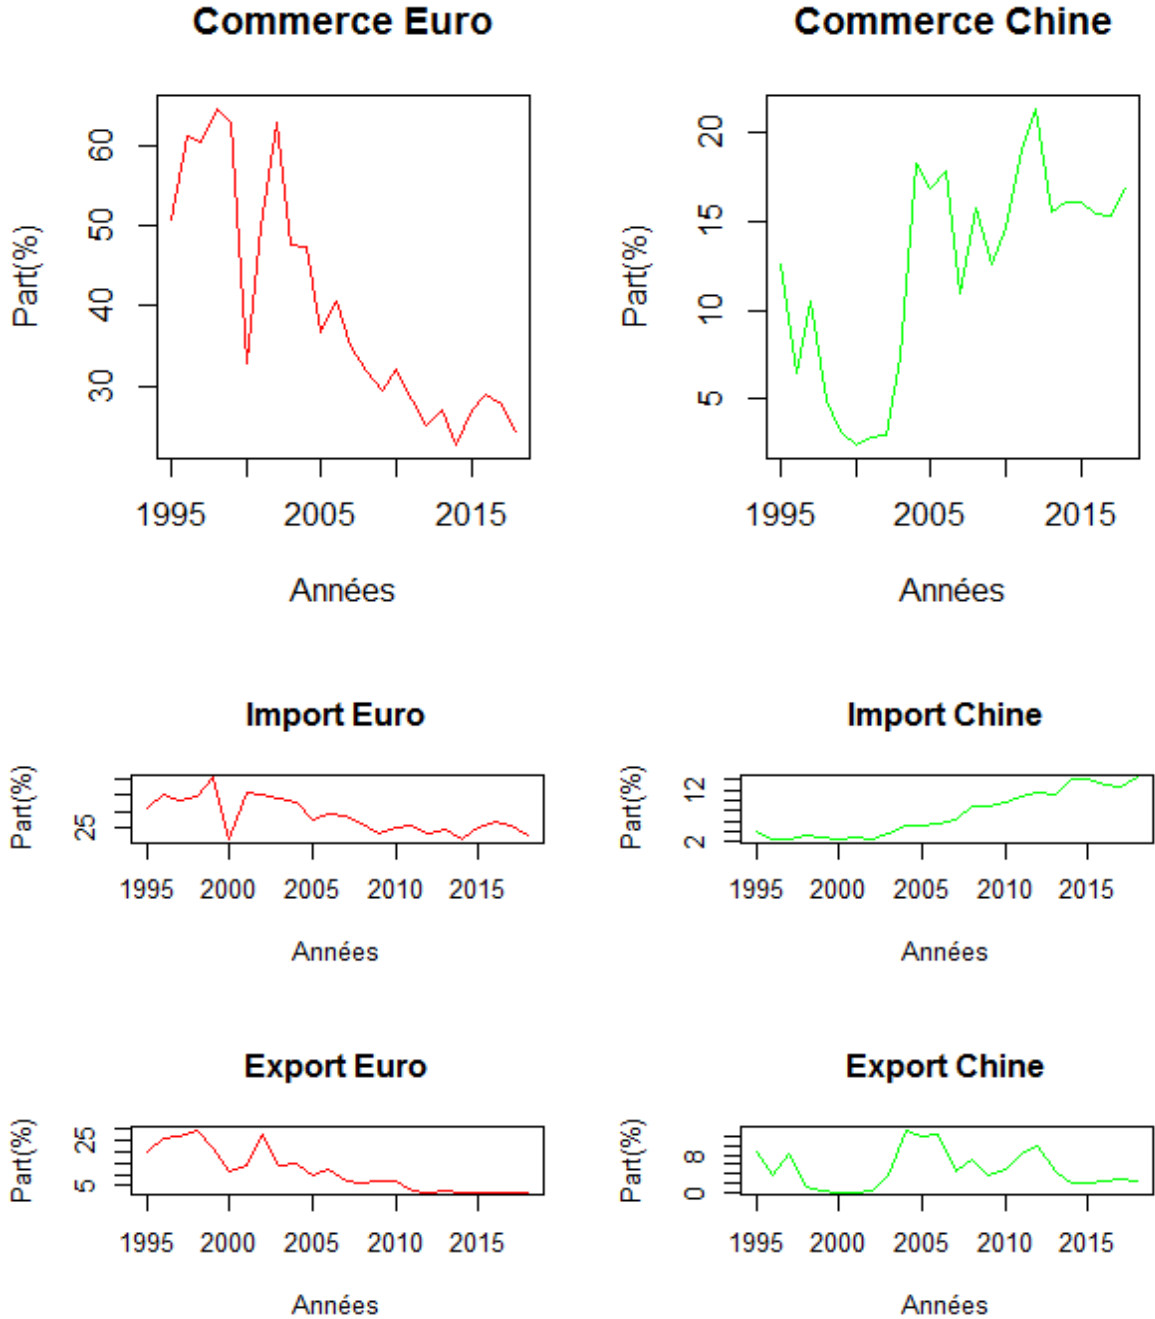 Commerce Euro
Part(%)
60
50
40
30
1995 2005 2015
Années
Commerce Chine
Part(%)
20
15
10
5
1995 2005 2015
Années
Import Euro
Part(%)
25
1995 2000 2005 2010 2015
Années
Import Chine
Part(%)
12
2
1995 2000 2005 2010 2015
Années
Export Euro
Part(%)
25
5
1995 2000 2005 2010 2015
Années
Export Chine
Part(%)
8
0
1995 2000 2005 2010 2015
Années